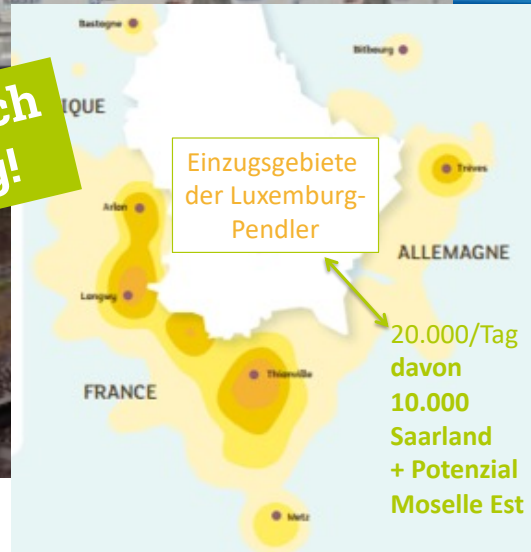 Bastogne
Bitbourg
ch
IQUE
g!
Einzugsgebiete
der Luxemburg-
Pendler
Trèves
Arlon
ALLEMAGNE
Longwy
20.000/Tag
davon
10.000
Saarland
+ Potenzial
Moselle Est
Thionville
FRANCE
Metz